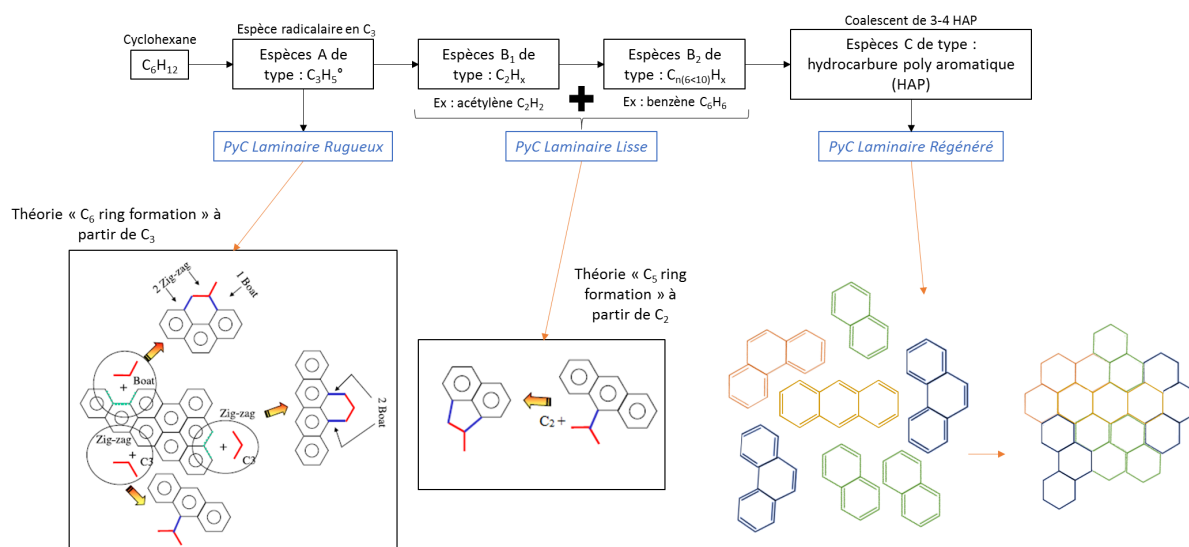 Cyclohexane
C₆H₁₂
Espèce radicalaire en C₃
Espèces A de
type : C₃H₅°
Espèces B₁ de
type : C₂Hₓ
Ex : acétylène C₂H₂
Espèces B₂ de
type : Cₙ₍₆<₁₀₎Hₓ
Ex : benzène C₆H₆
Coalescent de 3-4 HAP
Espèces C de type :
hydrocarbure poly aromatique
(HAP)
PyC Laminaire Rugueux
PyC Laminaire Lisse
PyC Laminaire Régénéré
Théorie « C₆ ring formation » à
partir de C₃
2 Zig-zag
1 Boat
+
Boat
Zig-zag
+
C3
Zig-zag
+
C3
2 Boat
Théorie « C₅ ring
formation » à
partir de C₂
C₂ +